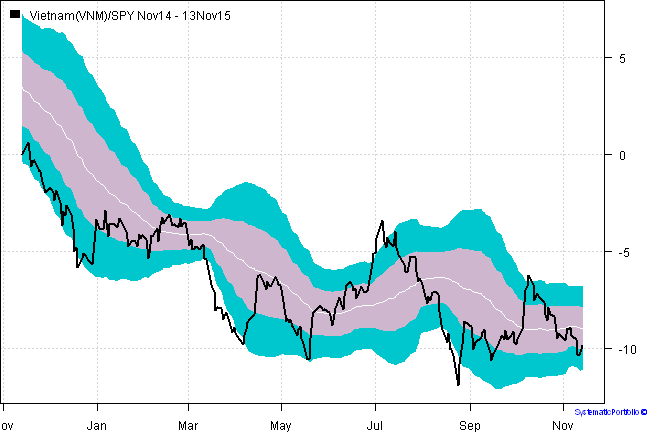 Vietnam(VNM)/SPY Nov14 - 13Nov15
5
0
-5
-10
ov Jan Mar May Jul Sep Nov
SystematicPortfolio ©